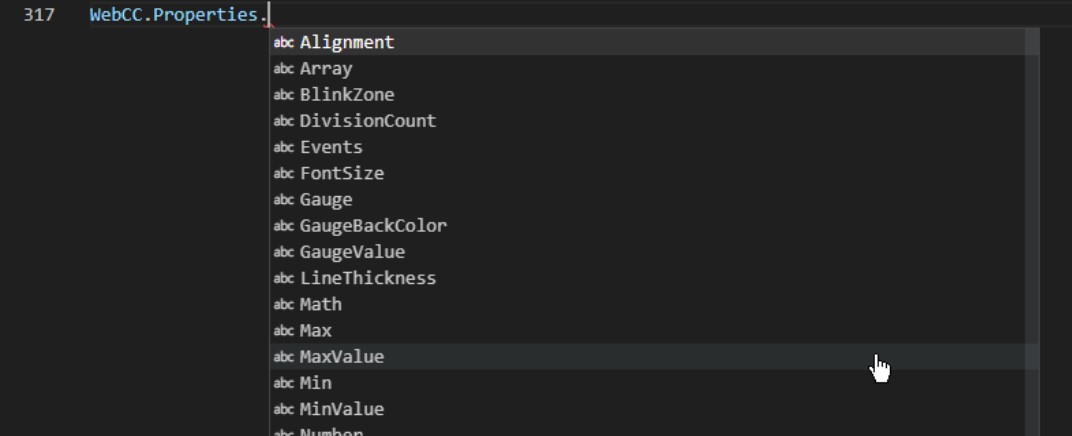 317 WebCC.Properties.
abc Alignment
abc Array
abc BlinkZone
abc DivisionCount
abc Events
abc FontSize
abc Gauge
abc GaugeBackColor
abc GaugeValue
abc LineThickness
abc Math
abc Max
abc MaxValue
abc Min
abc MinValue
abc Number